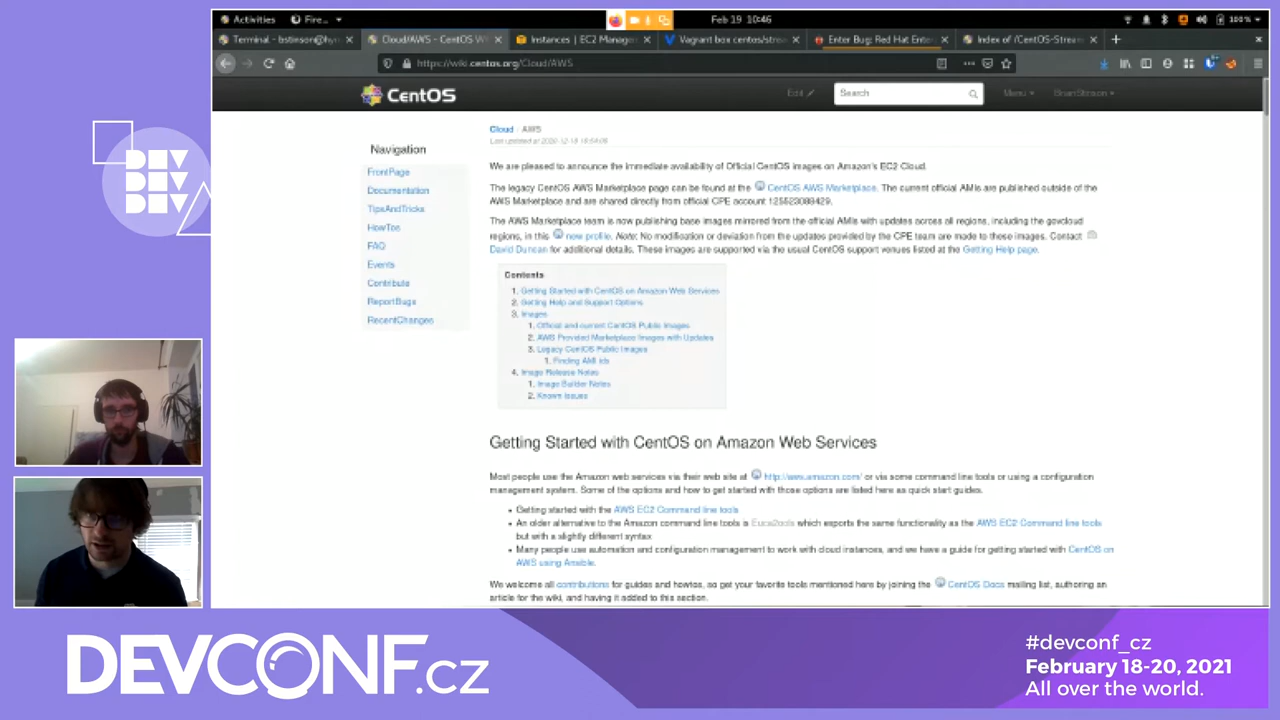 Activities Fire... Feb 19 10:46 100%
Terminal - bstinson@hyn × Cloud/AWS - CentOS W × Instances | EC2 Manage × Vagrant box centos/stre × Enter Bug: Red Hat Ente × Index of /CentOS-Strea × +
https://wiki.centos.org/Cloud/AWS
CentOS Edit Search Menu BrianStinson
Cloud / AWS
Navigation
FrontPage
Documentation
TipsAndTricks
HowTos
FAQ
Events
Contribute
ReportBugs
RecentChanges
We are pleased to announce the immediate availability of Official CentOS images on Amazon's EC2 Cloud.
The legacy CentOS AWS Marketplace page can be found at the CentOS AWS Marketplace. The current official AMIs are published outside of the
AWS Marketplace and are shared directly from official CPE account 125523088429.
The AWS Marketplace team is now publishing base images mirrored from the official AMIs with updates across all regions, including the govcloud
regions, in this new profile. Note: No modification or deviation from the updates provided by the CPE team are made to these images. Contact
David Duncan for additional details. These images are supported via the usual CentOS support venues listed at the Getting Help page.
Contents
1. Getting Started with CentOS on Amazon Web Services
2. Getting Help and Support Options
3. Images
1. Official and current CentOS Public Images
2. AWS Provided Marketplace Images with Updates
3. Legacy CentOS Public Images
1. Finding AMI ids
4. Image Release Notes
1. Image Builder Notes
2. Known Issues
Getting Started with CentOS on Amazon Web Services
Most people use the Amazon web services via their web site at http://www.amazon.com/ or via some command line tools or using a configuration
management system. Some of the options and how to get started with those options are listed here as quick start guides.
• Getting started with the AWS EC2 Command line tools
• An older alternative to the Amazon command line tools is Euca2ools which exports the same functionality as the AWS EC2 Command line tools
but with a slightly different syntax
• Many people use automation and configuration management to work with cloud instances, and we have a guide for getting started with CentOS on
AWS using Ansible.
We welcome all contributions for guides and howtos, so get your favorite tools mentioned here by joining the CentOS Docs mailing list, authoring an
article for the wiki, and having it added to this section.
DEV
DEV
DEV
DEVCONF.cz
#devconf_cz
February 18-20, 2021
All over the world.